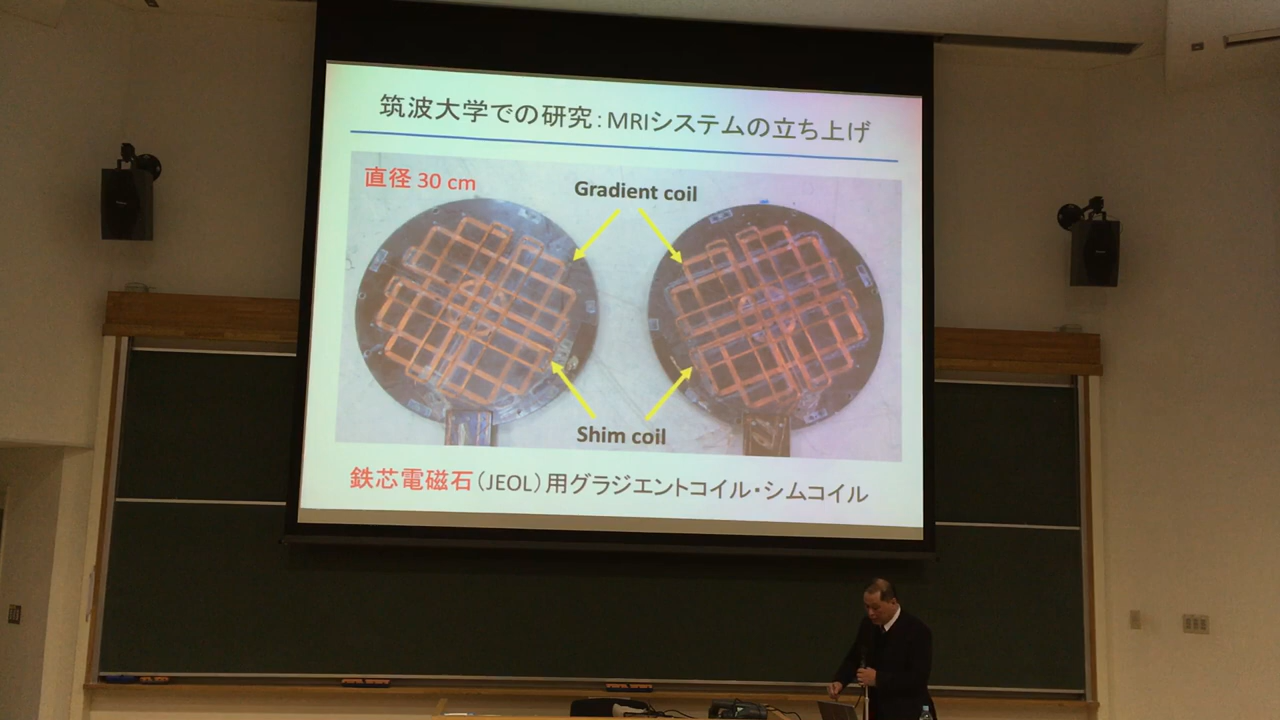 筑波大学での研究：MRIシステムの立ち上げ
直径 30 cm
Gradient coil
Shim coil
鉄芯電磁石（JEOL）用グラジエントコイル・シムコイル